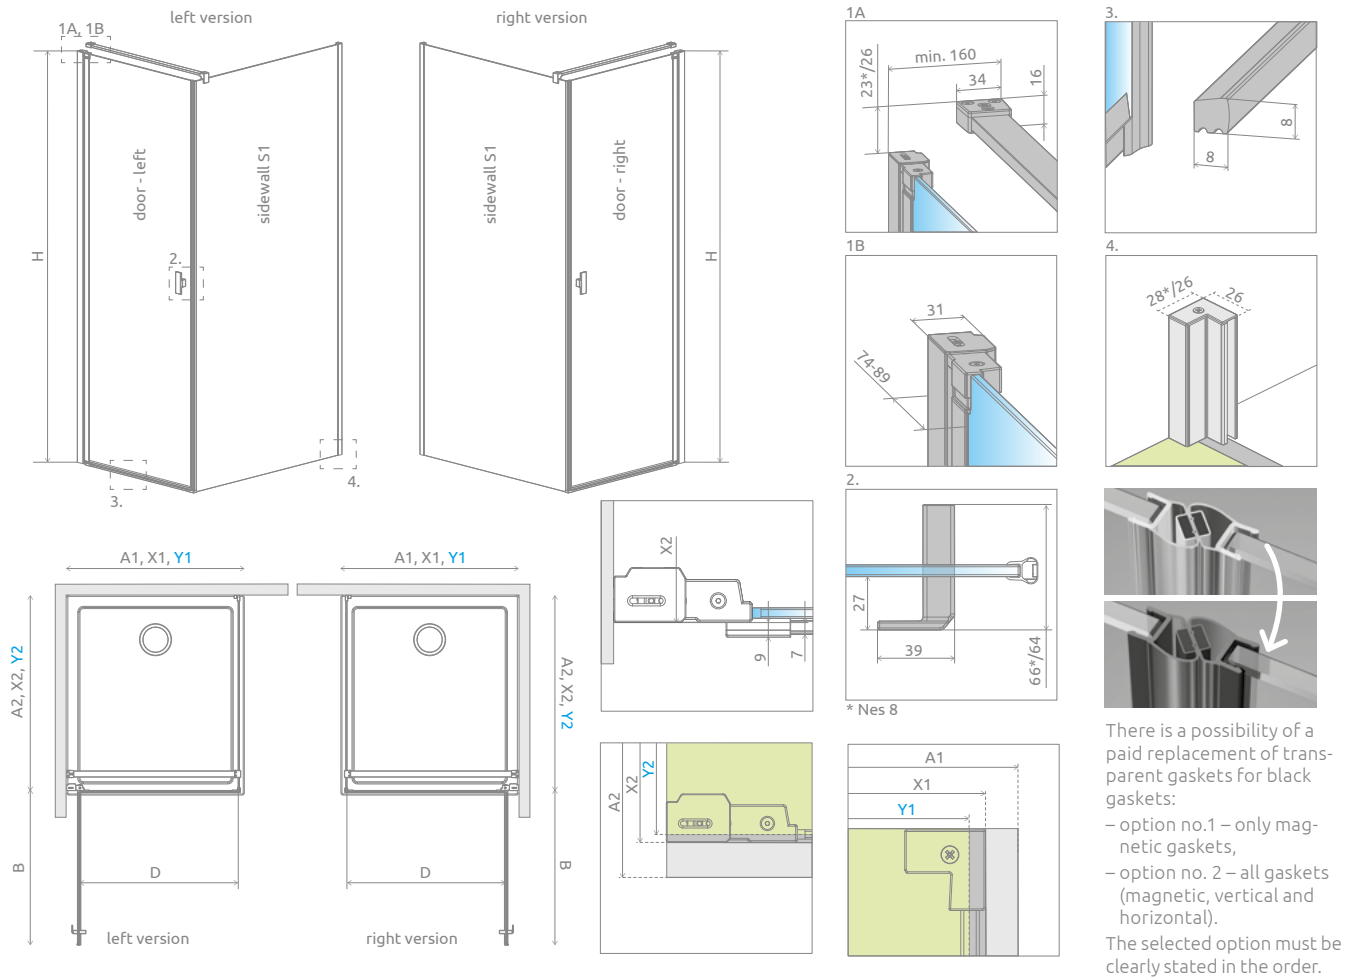 left version
right version
1A, 1B
door - left
sidewall S1
H
2.
3.
4.
sidewall S1
door - right
H
1A
23*/26
min. 160
34
16
3.
8
8
1B
31
74-89
4.
28*/26
26
2.
27
39
66*/64
* Nes 8
X2
9
7
A1, X1, Y1
A2, X2, Y2
B
D
left version
A1, X1, Y1
A2, X2, Y2
B
D
right version
A2
X2
Y2
A1
X1
Y1
There is a possibility of a
paid replacement of trans-
parent gaskets for black
gaskets:
– option no.1 – only mag-
netic gaskets,
– option no. 2 – all gaskets
(magnetic, vertical and
horizontal).
The selected option must be
clearly stated in the order.